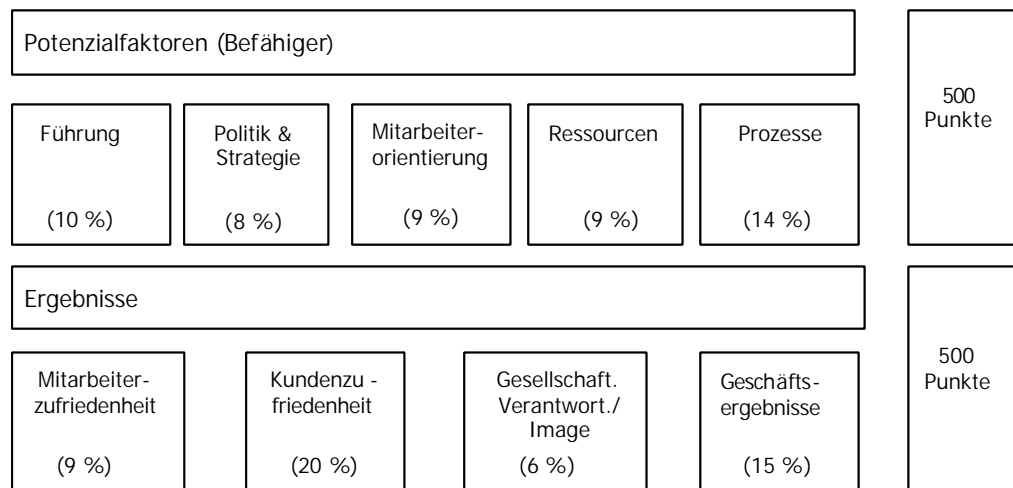 Potenzialfaktoren (Befähiger)
500
Punkte
Führung
(10 %)
Politik &
Strategie
(8 %)
Mitarbeiter-
orientierung
(9 %)
Ressourcen
(9 %)
Prozesse
(14 %)
Ergebnisse
500
Punkte
Mitarbeiter-
zufriedenheit
(9 %)
Kundenzu -
friedenheit
(20 %)
Gesellschaft.
Verantwort./
Image
(6 %)
Geschäfts-
ergebnisse
(15 %)